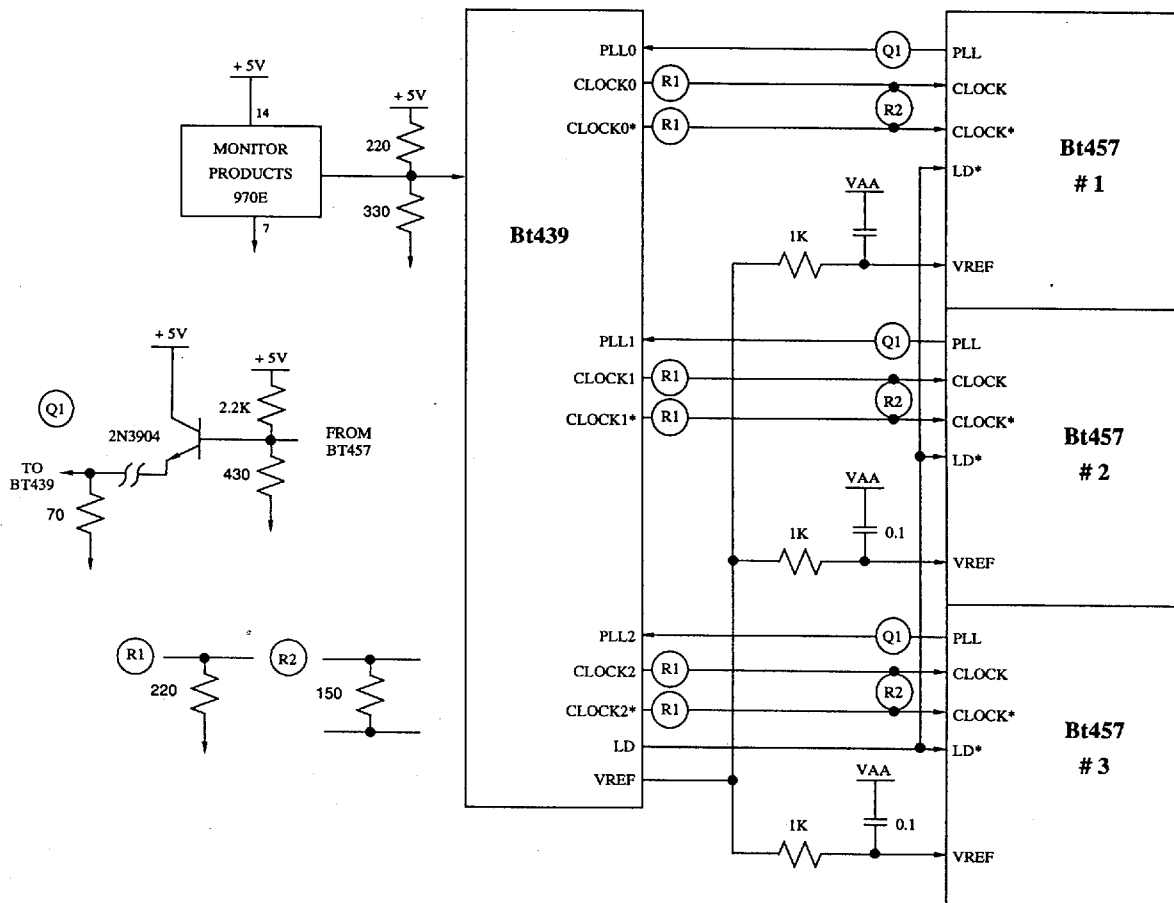 + 5V
14
MONITOR
PRODUCTS
970E
7
+ 5V
220
330
Q1
+ 5V
2N3904
+ 5V
2.2K
430
FROM
BT457
TO
BT439
70
R1
220
R2
150
Bt439
PLL0
CLOCK0
CLOCK0*
PLL1
CLOCK1
CLOCK1*
PLL2
CLOCK2
CLOCK2*
LD
VREF
Q1
R1
R1
R2
VAA
1K
Q1
R1
R1
R2
VAA
0.1
1K
Q1
R1
R1
R2
VAA
0.1
1K
PLL
CLOCK
CLOCK*
LD*
VREF
Bt457
# 1
PLL
CLOCK
CLOCK*
LD*
VREF
Bt457
# 2
PLL
CLOCK
CLOCK*
LD*
VREF
Bt457
# 3